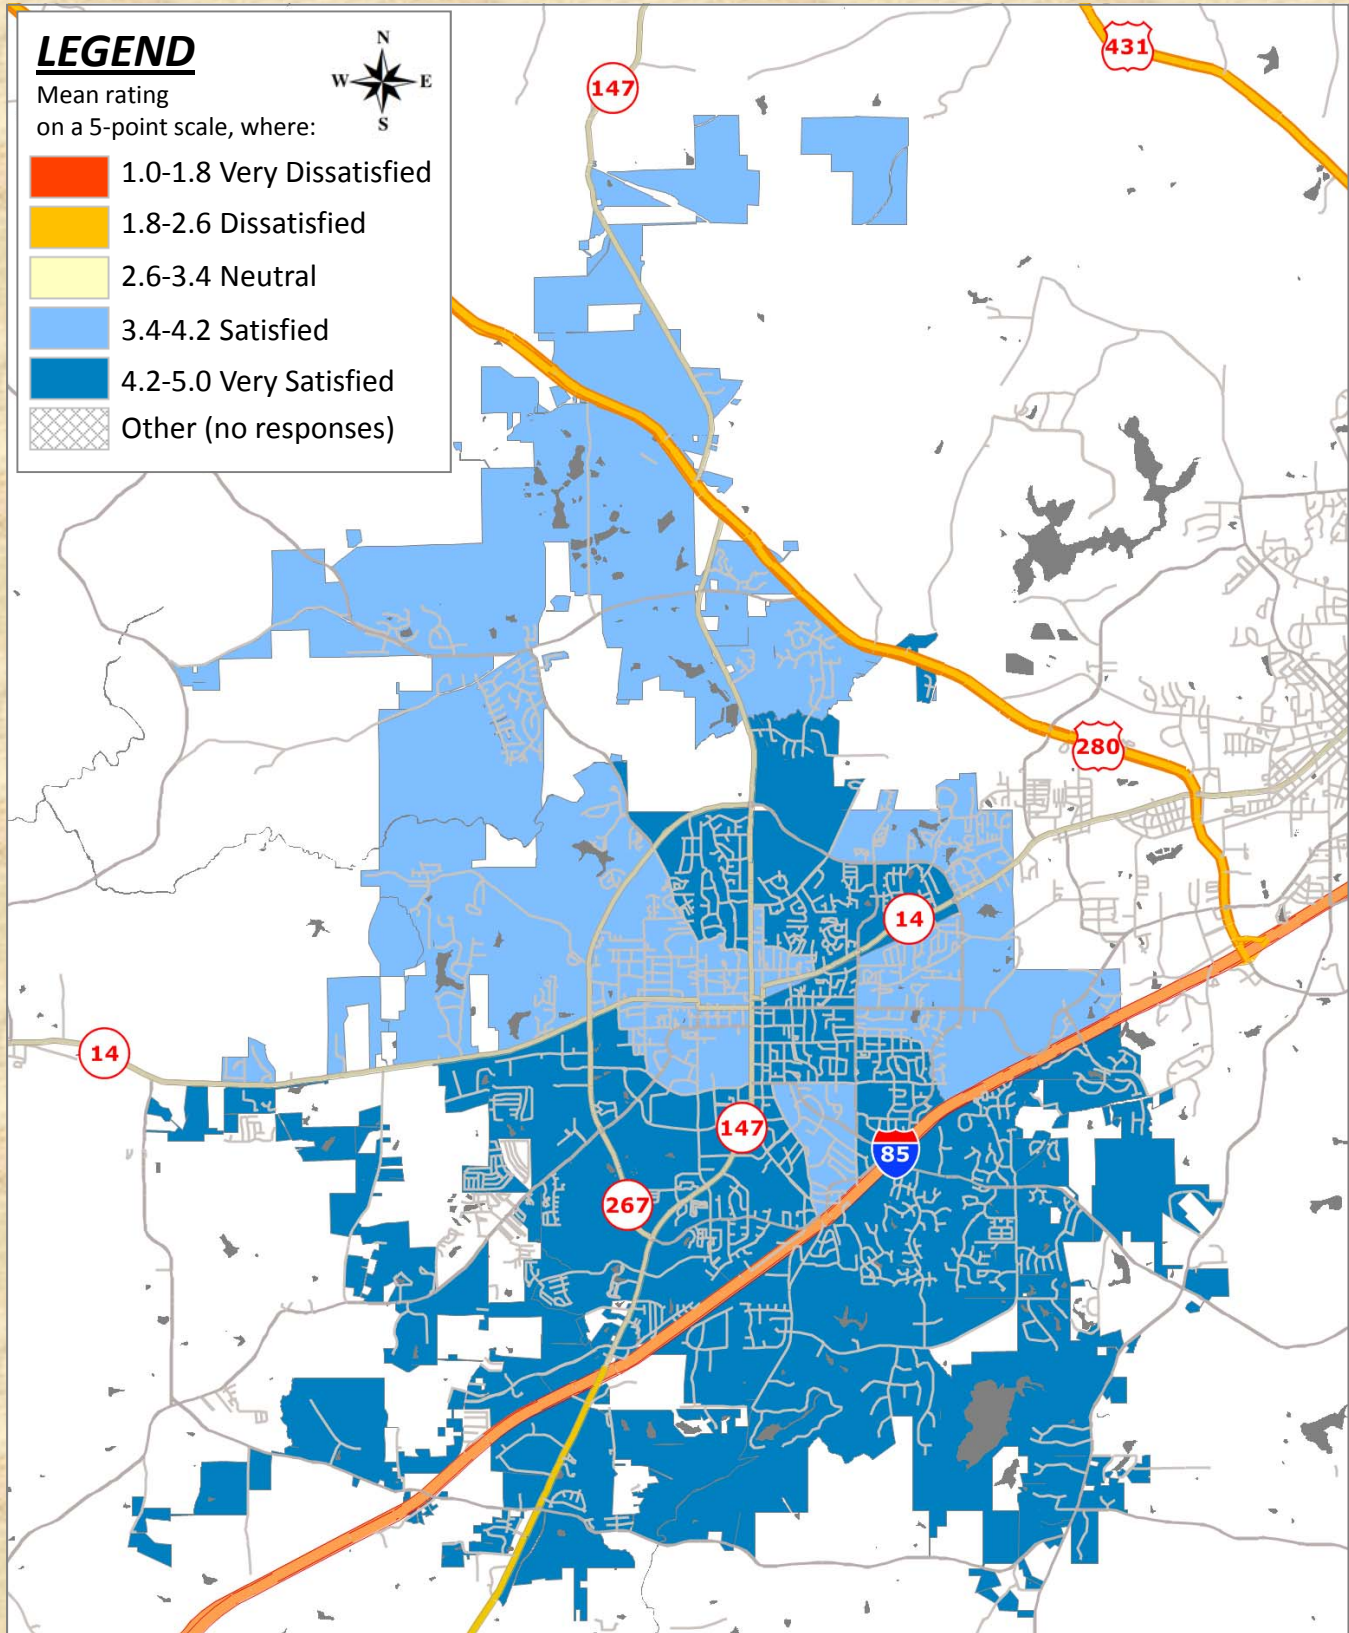 LEGEND
Mean rating
on a 5-point scale, where:
N
W E
S
1.0-1.8 Very Dissatisfied
1.8-2.6 Dissatisfied
2.6-3.4 Neutral
3.4-4.2 Satisfied
4.2-5.0 Very Satisfied
Other (no responses)
431
147
280
14
14
147
85
267